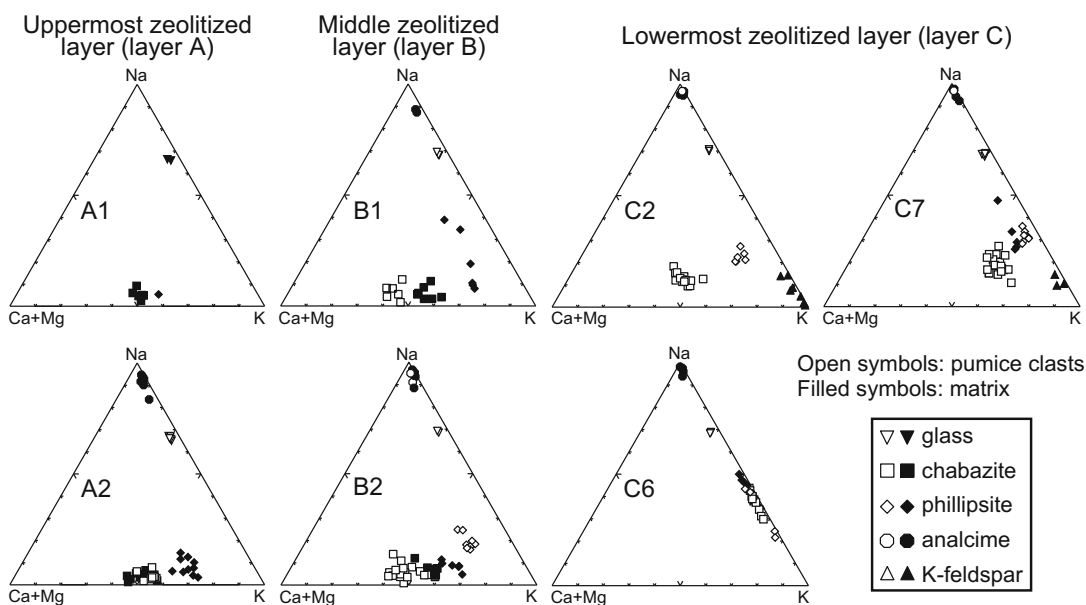 Uppermost zeolitized
layer (layer A)
Middle zeolitized
layer (layer B)
Lowermost zeolitized layer (layer C)
Na
A1
Ca+Mg
K
Na
B1
Ca+Mg
K
Na
C2
Ca+Mg
K
Na
C7
Ca+Mg
K
Na
A2
Ca+Mg
K
Na
B2
Ca+Mg
K
Na
C6
Ca+Mg
K
Open symbols: pumice clasts
Filled symbols: matrix
glass
chabazite
phillipsite
analcime
K-feldspar